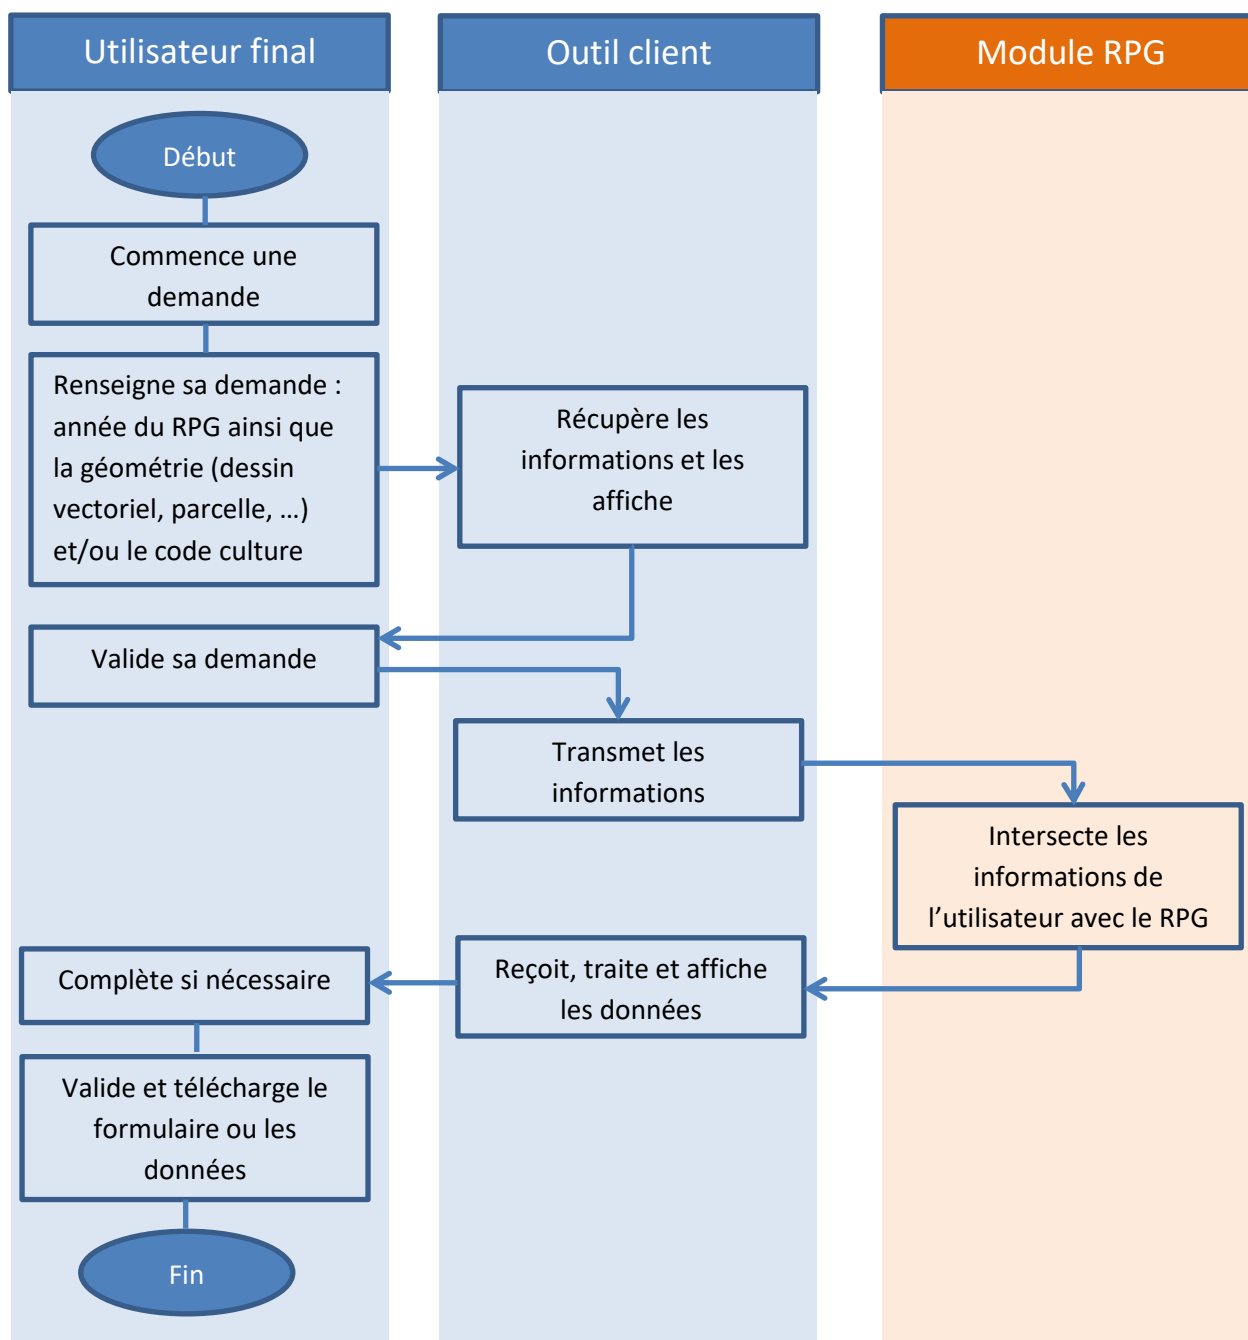 Utilisateur final
Outil client
Module RPG
Début
Commence une
demande
Renseigne sa demande :
année du RPG ainsi que
la géométrie (dessin
vectoriel, parcelle, …)
et/ou le code culture
Récupère les
informations et les
affiche
Valide sa demande
Transmet les
informations
Intersecte les
informations de
l’utilisateur avec le RPG
Reçoit, traite et affiche
les données
Complète si nécessaire
Valide et télécharge le
formulaire ou les
données
Fin